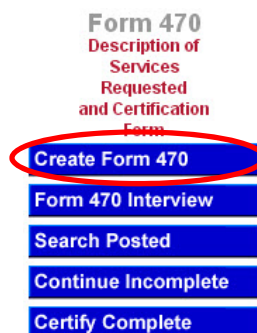 Form 470
Description of
Services
Requested
and Certification
Form
Create Form 470
Form 470 Interview
Search Posted
Continue Incomplete
Certify Complete